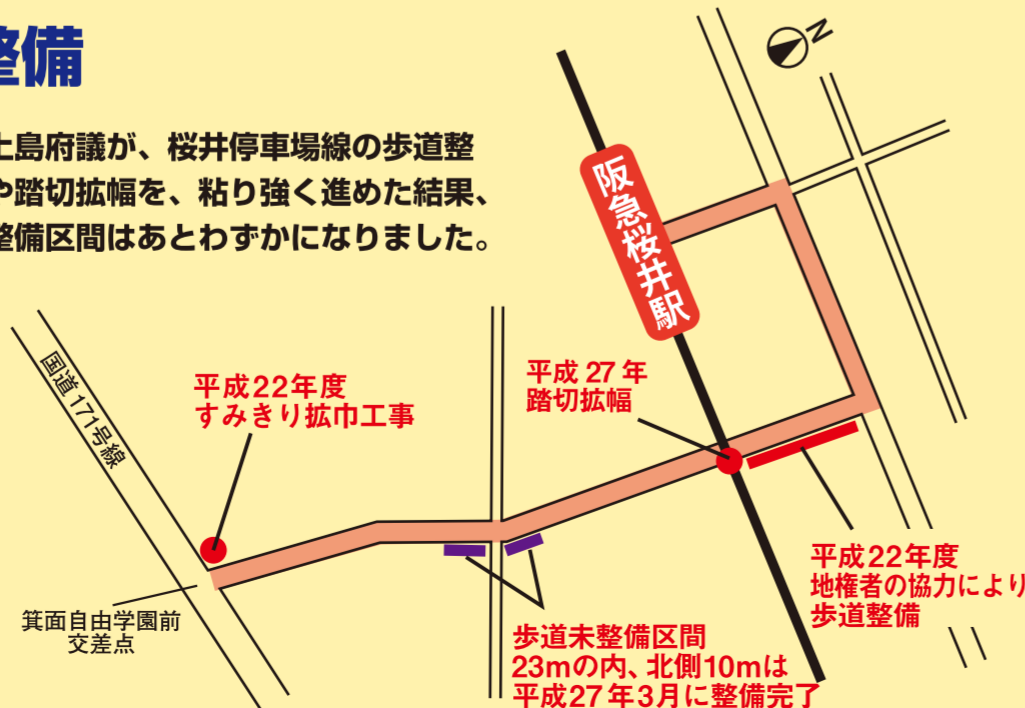 整備
上島府議が、桜井停車場線の歩道整
や踏切拡幅を、粘り強く進めた結果、
整備区間はあとわずかになりました。
N
阪急桜井駅
国道171号線
平成22年度
すみきり拡巾工事
平成27年
踏切拡幅
箕面自由学園前
交差点
歩道未整備区間
23mの内、北側10mは
平成27年3月に整備完了
平成22年度
地権者の協力により
歩道整備